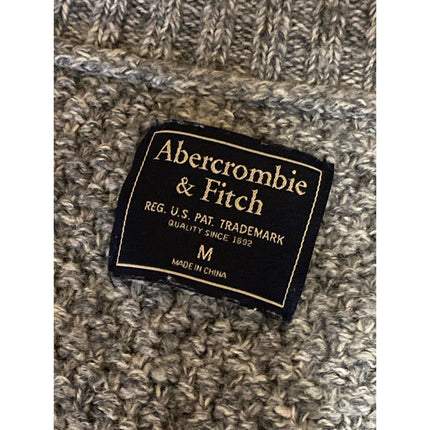 Abercrombie
& Fitch
REG. U.S. PAT. TRADEMARK
QUALITY SINCE 1892
M
MADE IN CHINA